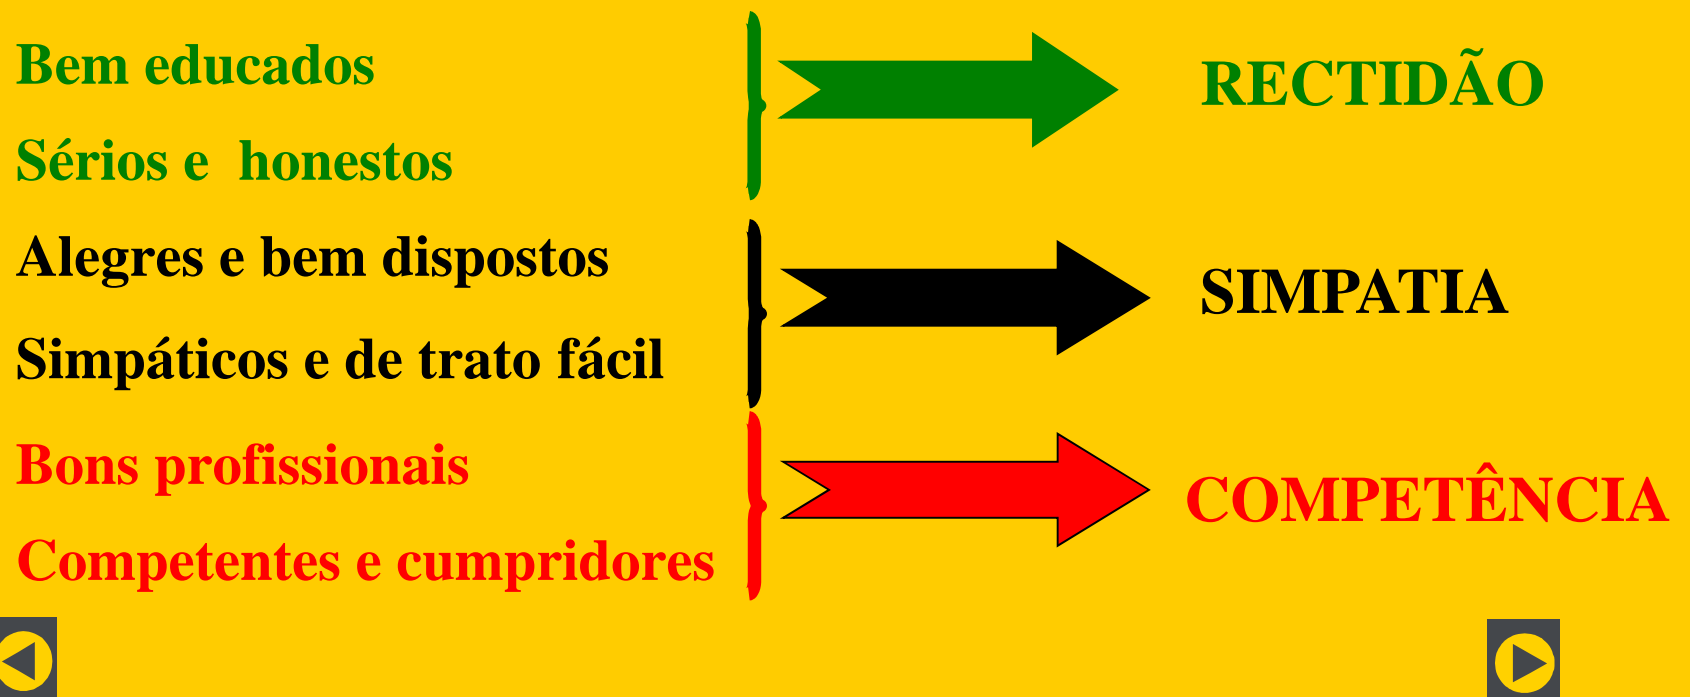 Bem educados
RECTIDÃO
Sérios e honestos
Alegres e bem dispostos
SIMPATIA
Simpáticos e de trato fácil
Bons profissionais
COMPETÊNCIA
Competentes e cumpridores